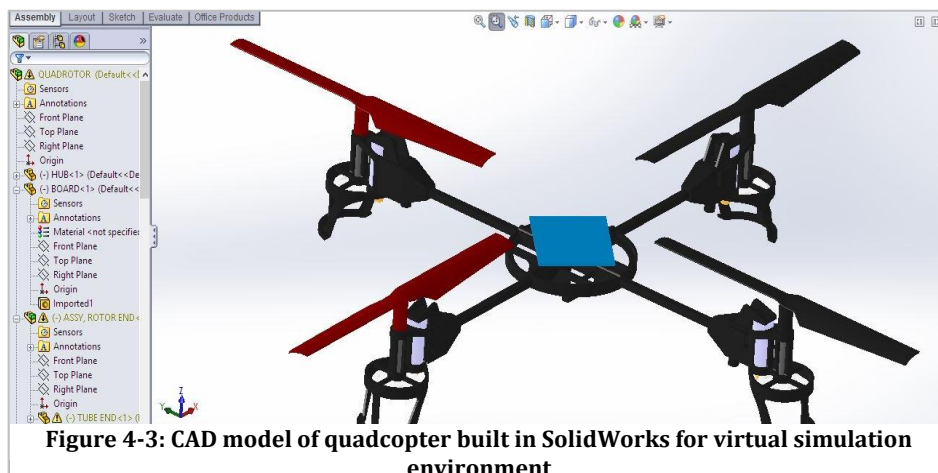 Assembly Layout Sketch Evaluate Office Products
QUADROTOR (Default<<
Sensors
Annotations
Front Plane
Top Plane
Right Plane
Origin
(-) HUB<1> (Default<<De
(-) BOARD<1> (Default<<
Sensors
Annotations
Material <not specifie
Front Plane
Top Plane
Right Plane
Origin
Imported1
(-) ASSY, ROTOR END<
Sensors
Annotations
Front Plane
Top Plane
Right Plane
Origin
(-) TUBE END<1> (
Z
Y X
Figure 4-3: CAD model of quadcopter built in SolidWorks for virtual simulation
environment